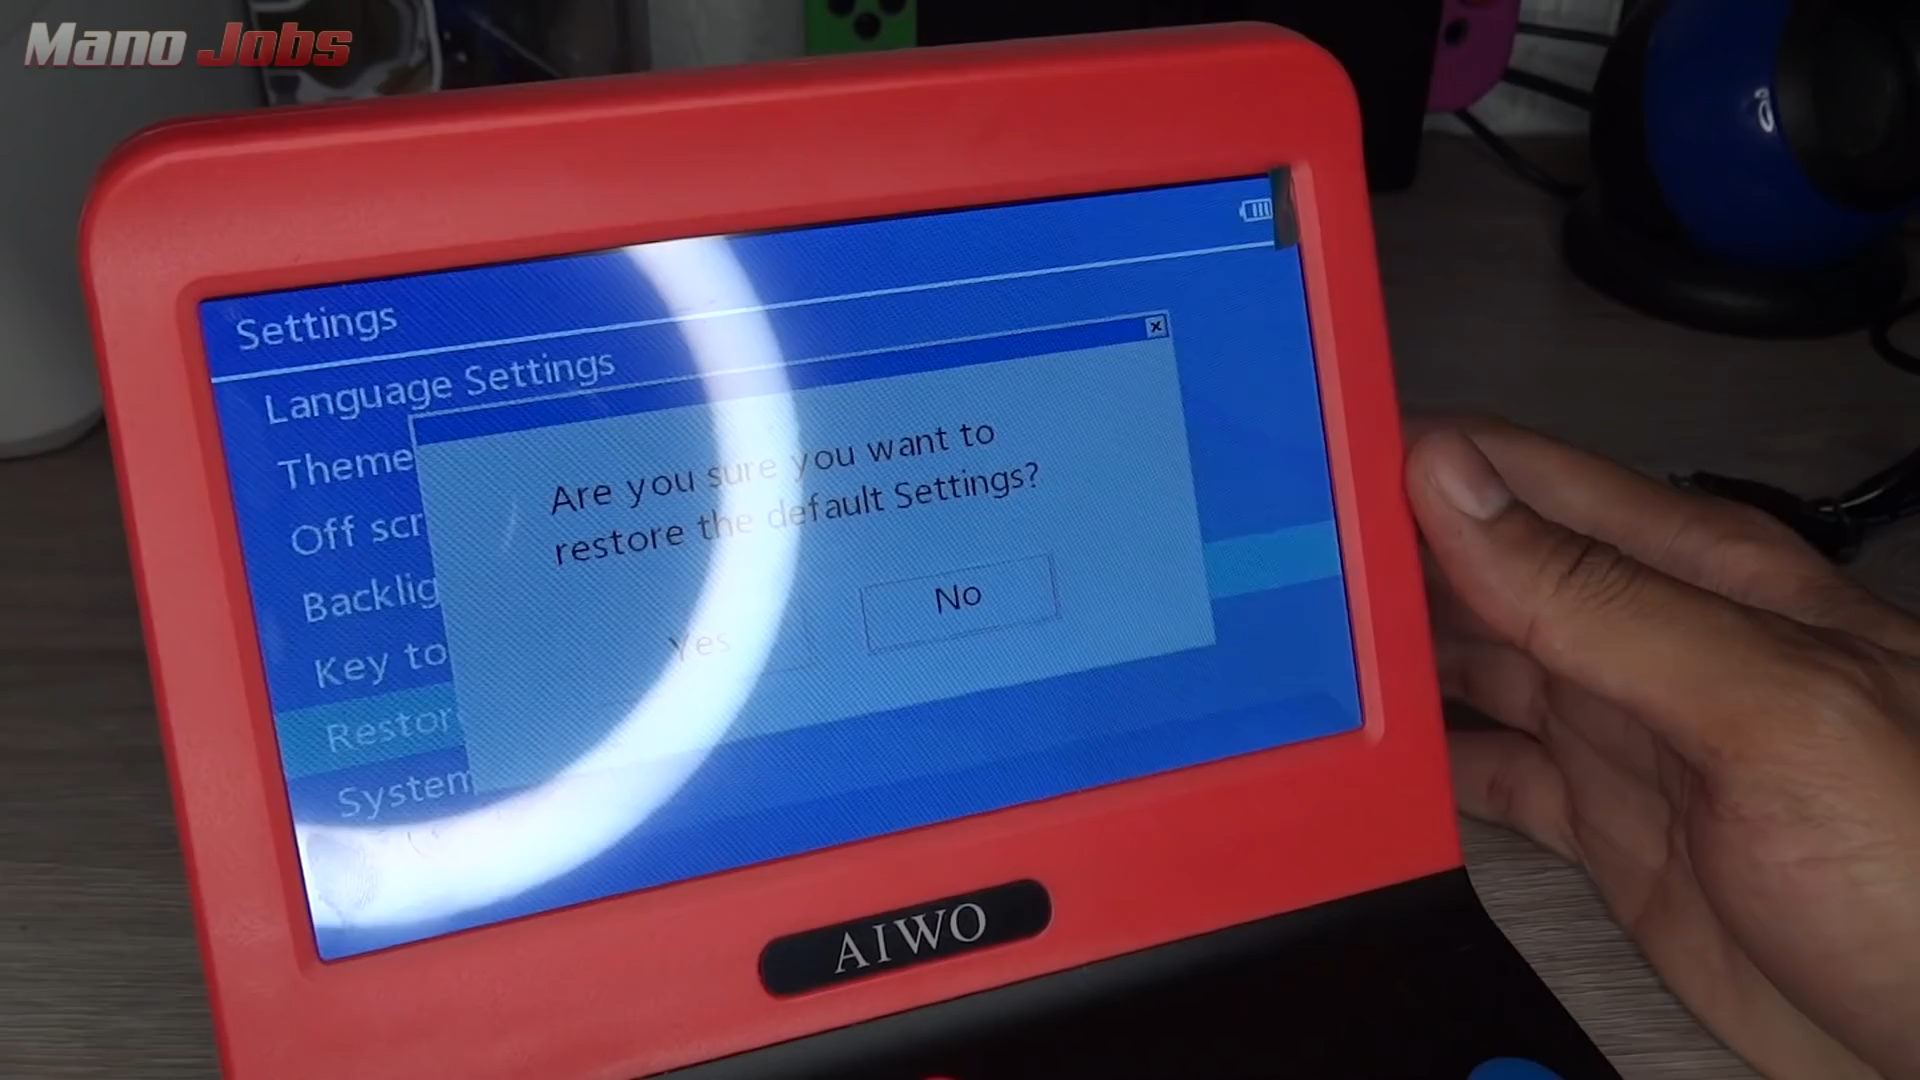 Mano Jobs
Settings
Language Settings
Theme
Off scr
Backlig
Key to
Restor
System
Are you sure you want to
restore the default Settings?
Yes
No
AIWO